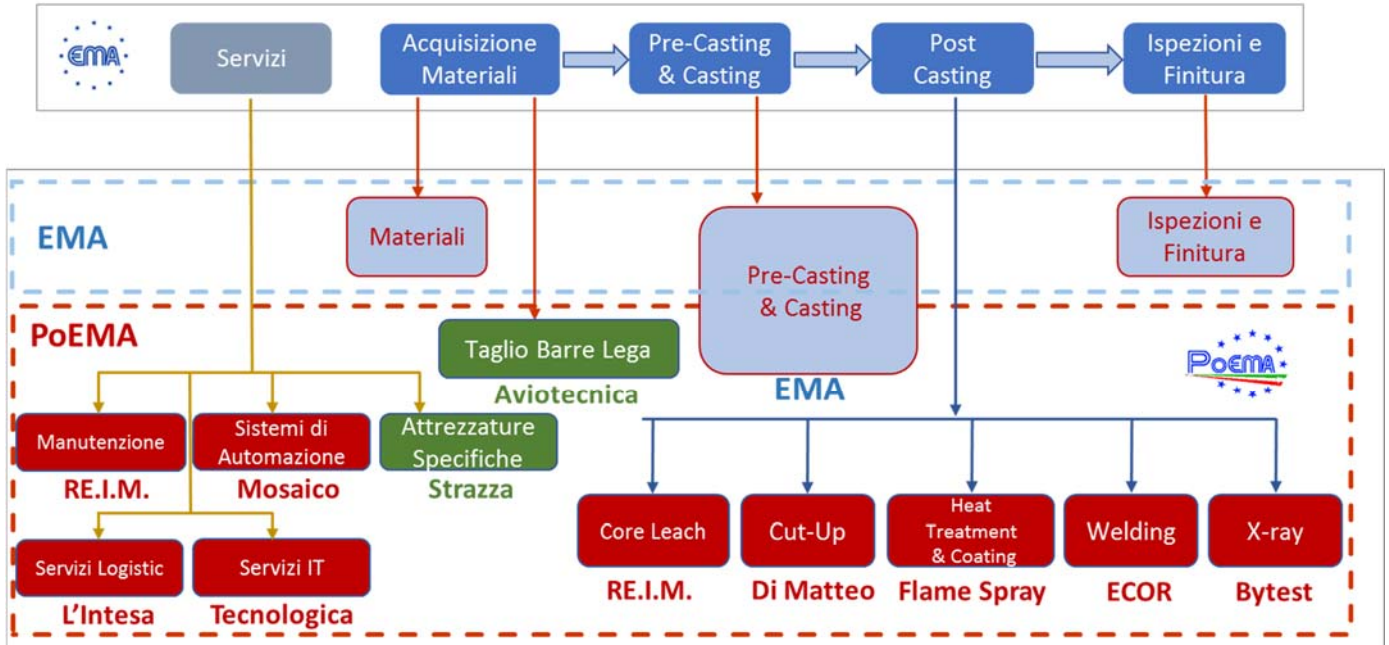 EMA
Servizi
Acquisizione
Materiali
Pre-Casting
& Casting
Post
Casting
Ispezioni e
Finitura
EMA
Materiali
Pre-Casting
& Casting
Ispezioni e
Finitura
PoEMA
Taglio Barre Lega
Aviotecnica
EMA
PoEMA
Manutenzione
RE.I.M.
Sistemi di
Automazione
Mosaico
Attrezzature
Specifiche
Strazza
Servizi Logistic
L'Intesa
Servizi IT
Tecnologica
Core Leach
RE.I.M.
Cut-Up
Di Matteo
Heat
Treatment
& Coating
Flame Spray
Welding
ECOR
X-ray
Bytest